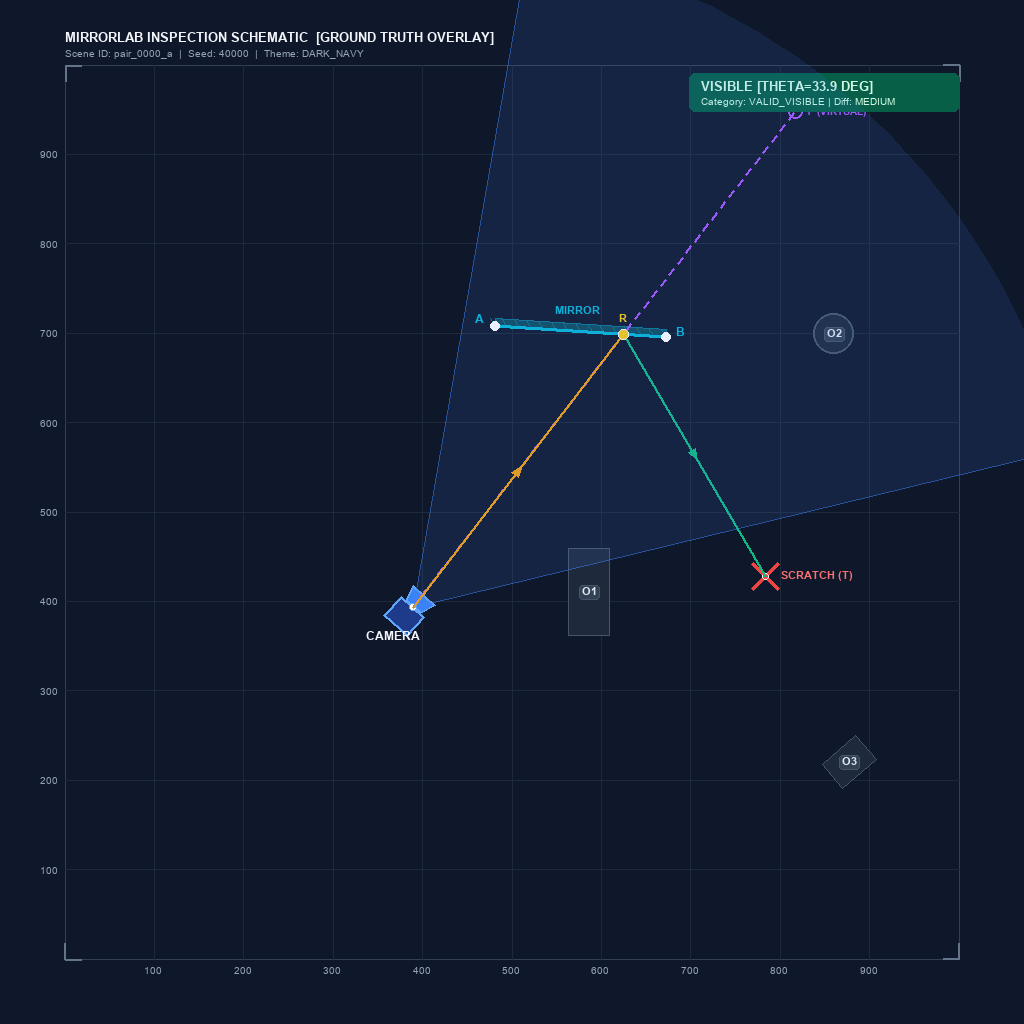 MIRRORLAB INSPECTION SCHEMATIC [GROUND TRUTH OVERLAY]
Scene ID: pair_0000_a | Seed: 40000 | Theme: DARK_NAVY
VISIBLE [THETA=33.9 DEG]
Category: VALID_VISIBLE | Diff: MEDIUM
(VIRTUAL)
900
800
A
MIRROR
R
B
700
O2
600
500
O1
SCRATCH (T)
400
CAMERA
300
O3
200
100
100 200 300 400 500 600 700 800 900